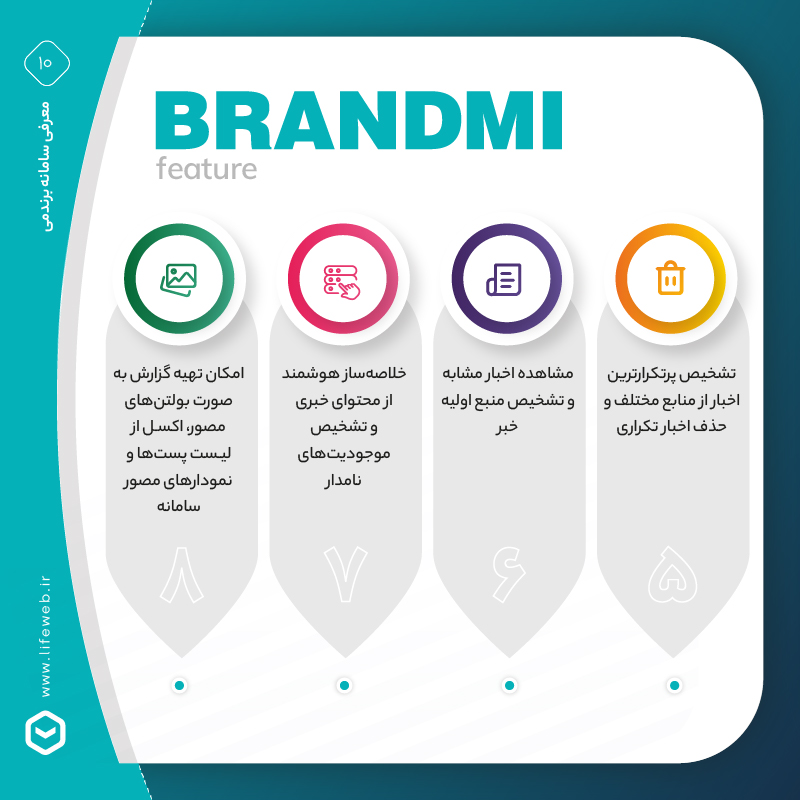 BRANDMI
feature
تشخیص پرتکرارترین
اخبار از منابع مختلف و
حذف اخبار تکراری
۵
مشاهده اخبار مشابه
و تشخیص منبع اولیه
خبر
۶
خلاصه‌ساز هوشمند
از محتوای خبری
و تشخیص
موجودیت‌های
نامدار
۷
امکان تهیه گزارش به
صورت بولتن‌های
مصور، اکسل از
لیست پست‌ها و
نمودارهای مصور
سامانه
۸
۱۰
معرفی سامانه برندمی
www.lifeweb.ir